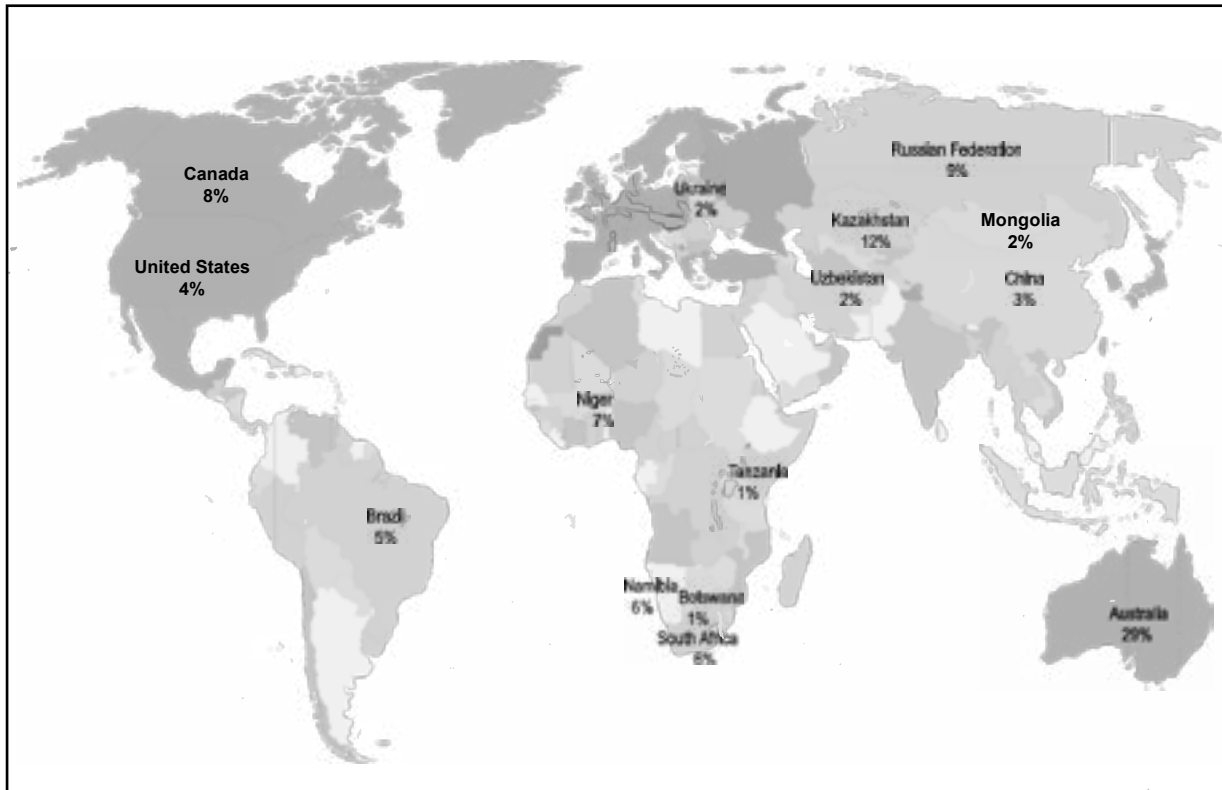 Canada
8%
United States
4%
Brazil
5%
Ukraine
2%
Russian Federation
9%
Kazakhstan
12%
Mongolia
2%
Uzbekistan
2%
China
3%
Niger
7%
Tanzania
1%
Namibia
6%
Botswana
1%
South Africa
6%
Australia
29%